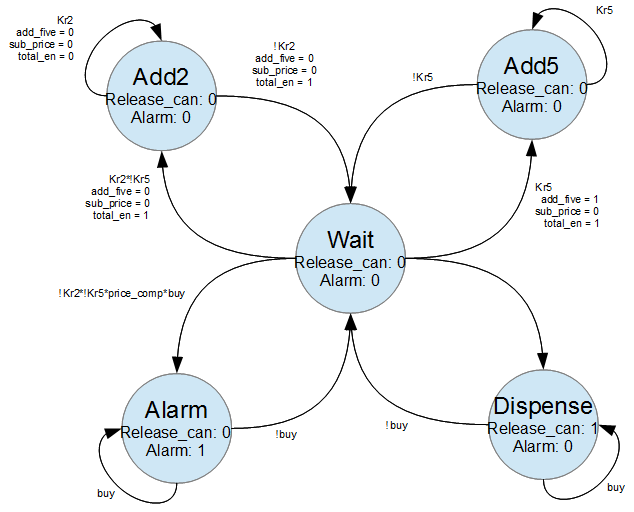 Kr2
add_five = 0
sub_price = 0
total_en = 0
Add2
Release_can: 0
Alarm: 0
!Kr2
add_five = 0
sub_price = 0
total_en = 1
Kr5
Add5
Release_can: 0
Alarm: 0
!Kr5
Kr2*!Kr5
add_five = 0
sub_price = 0
total_en = 1
Kr5
add_five = 1
sub_price = 0
total_en = 1
Wait
Release_can: 0
Alarm: 0
!Kr2*!Kr5*price_comp*buy
Alarm
Release_can: 0
Alarm: 1
buy
!buy
!buy
Dispense
Release_can: 1
Alarm: 0
buy